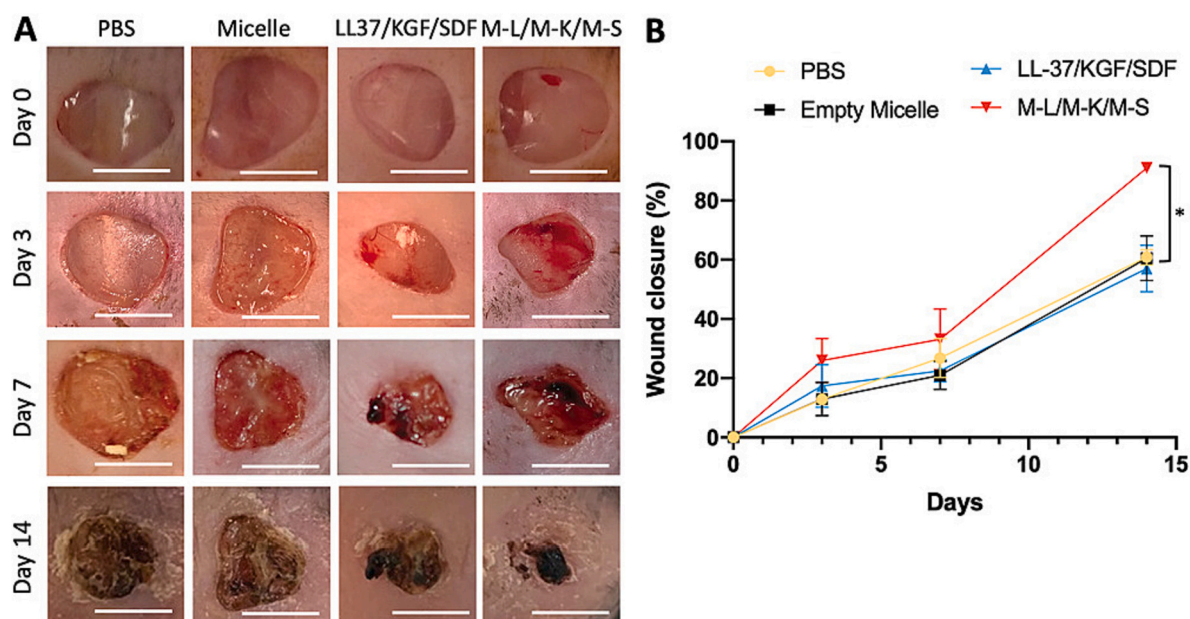 A
PBS
Micelle
LL37/KGF/SDF
M-L/M-K/M-S
Day 0
Day 3
Day 7
Day 14
B
PBS
LL-37/KGF/SDF
Empty Micelle
M-L/M-K/M-S
Wound closure (%)
100
80
60
40
20
0
*
0
5
10
15
Days